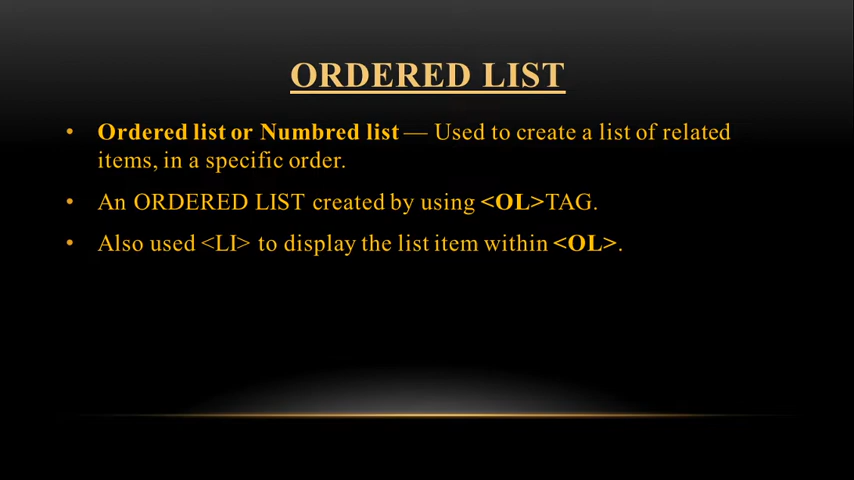 ORDERED LIST
• Ordered list or Numbred list — Used to create a list of related
items, in a specific order.
• An ORDERED LIST created by using <OL>TAG.
• Also used <LI> to display the list item within <OL>.